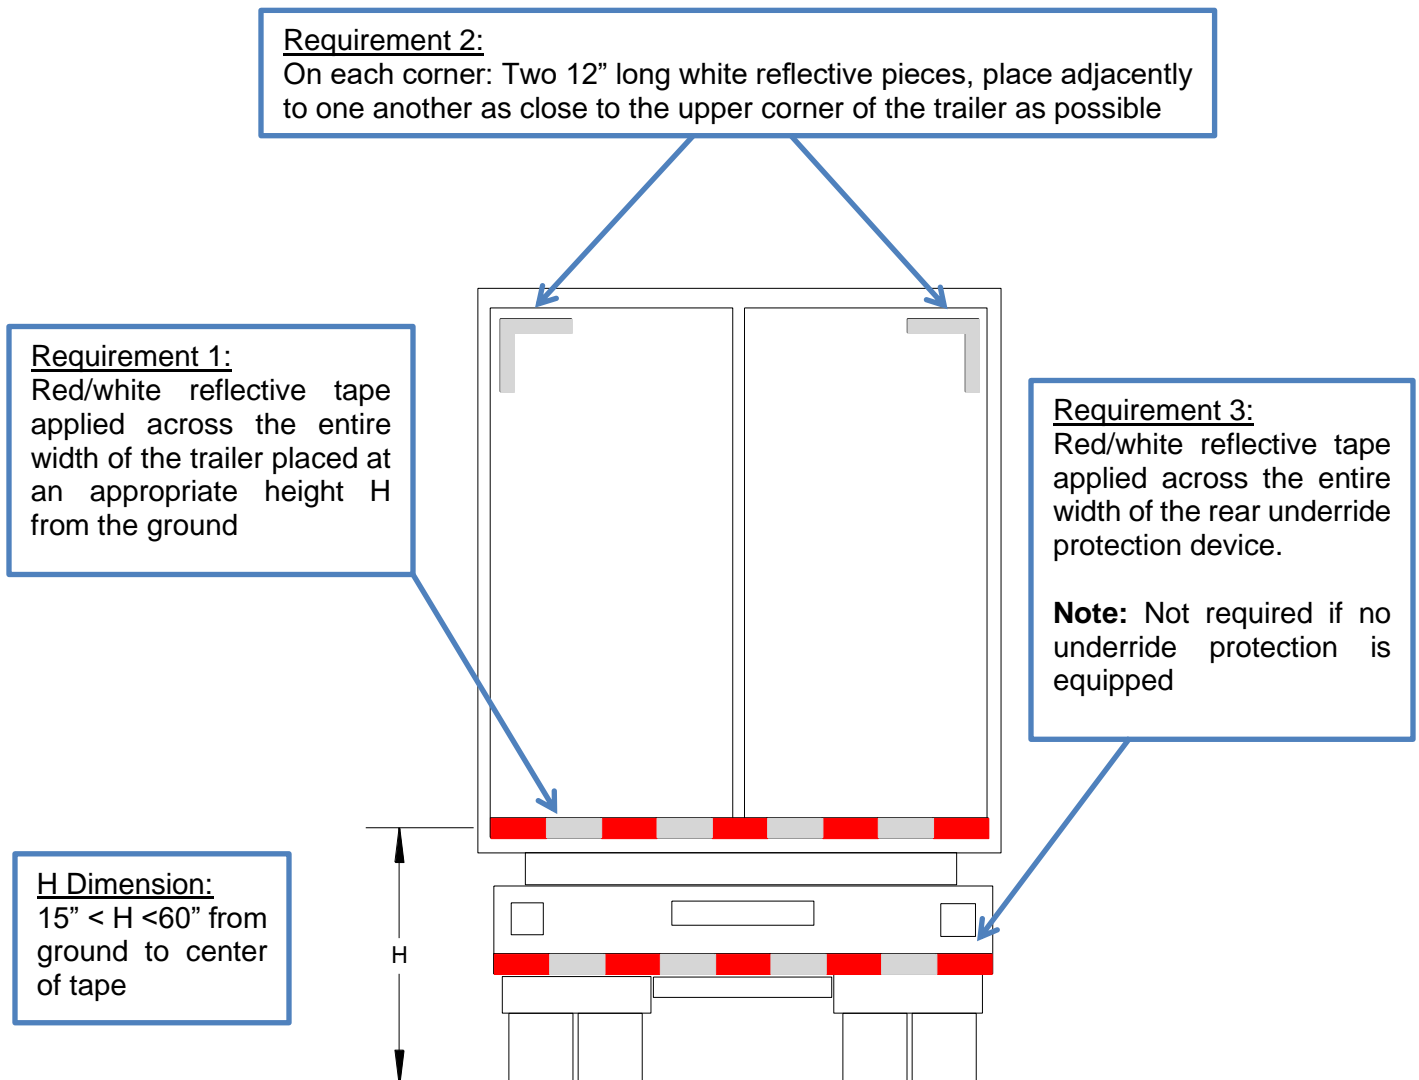 Requirement 2:
On each corner: Two 12” long white reflective pieces, place adjacently
to one another as close to the upper corner of the trailer as possible
Requirement 1:
Red/white reflective tape
applied across the entire
width of the trailer placed at
an appropriate height H
from the ground
Requirement 3:
Red/white reflective tape
applied across the entire
width of the rear underride
protection device.
Note: Not required if no
underride protection is
equipped
H Dimension:
15” < H <60” from
ground to center
of tape
H